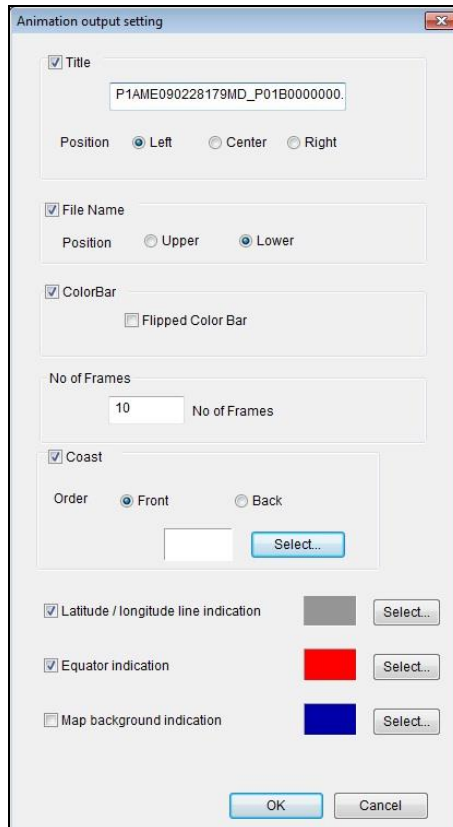 Animation output setting
Title
P1AME090228179MD_P01B0000000.
Position Left Center Right
File Name
Position Upper Lower
ColorBar
Flipped Color Bar
No of Frames
10 No of Frames
Coast
Order Front Back
Select...
Latitude / longitude line indication Select...
Equator indication Select...
Map background indication Select...
OK Cancel